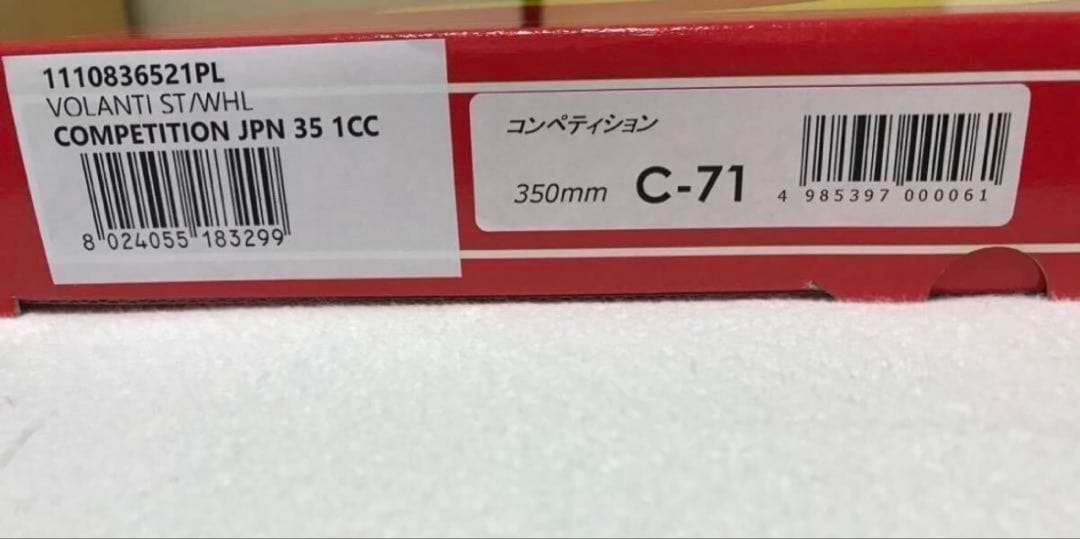 1110836521PL
VOLANTI ST/WHL
COMPETITION JPN 35 1CC
8 024055 183299
コンペティション
350mm C-71
4 985397 000061